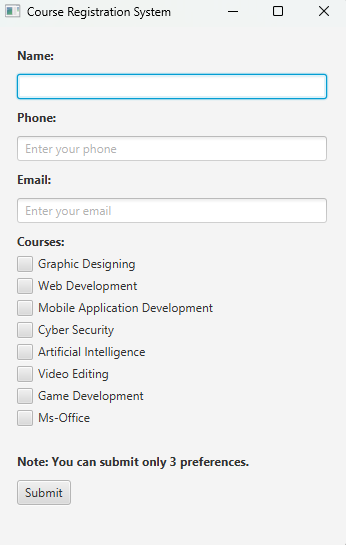 Course Registration System
Name:
Phone:
Enter your phone
Email:
Enter your email
Courses:
Graphic Designing
Web Development
Mobile Application Development
Cyber Security
Artificial Intelligence
Video Editing
Game Development
Ms-Office
Note: You can submit only 3 preferences.
Submit